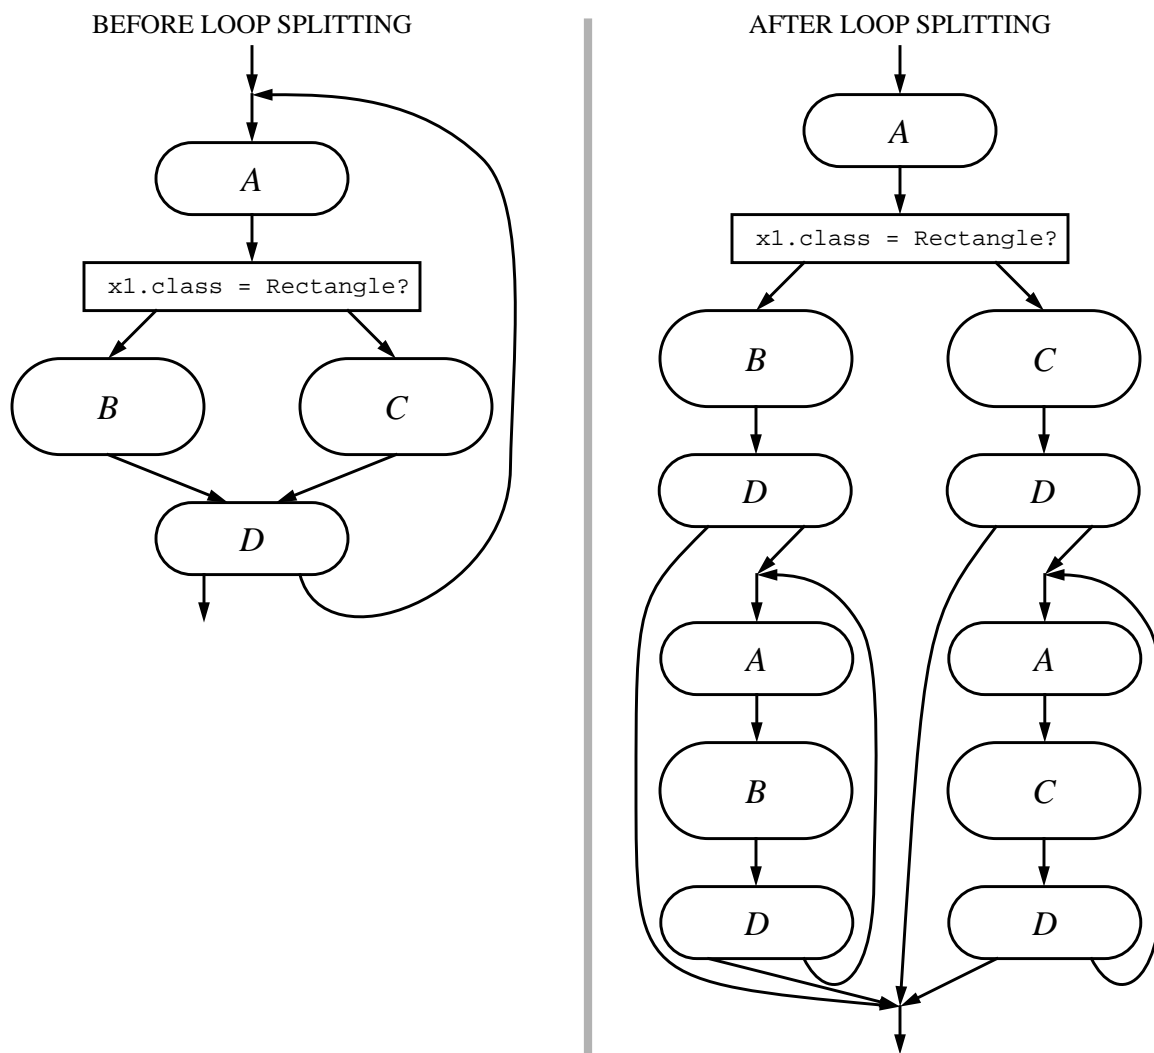 BEFORE LOOP SPLITTING
A
x1.class = Rectangle?
B
C
D
AFTER LOOP SPLITTING
A
x1.class = Rectangle?
B
C
D
D
A
A
B
C
D
D